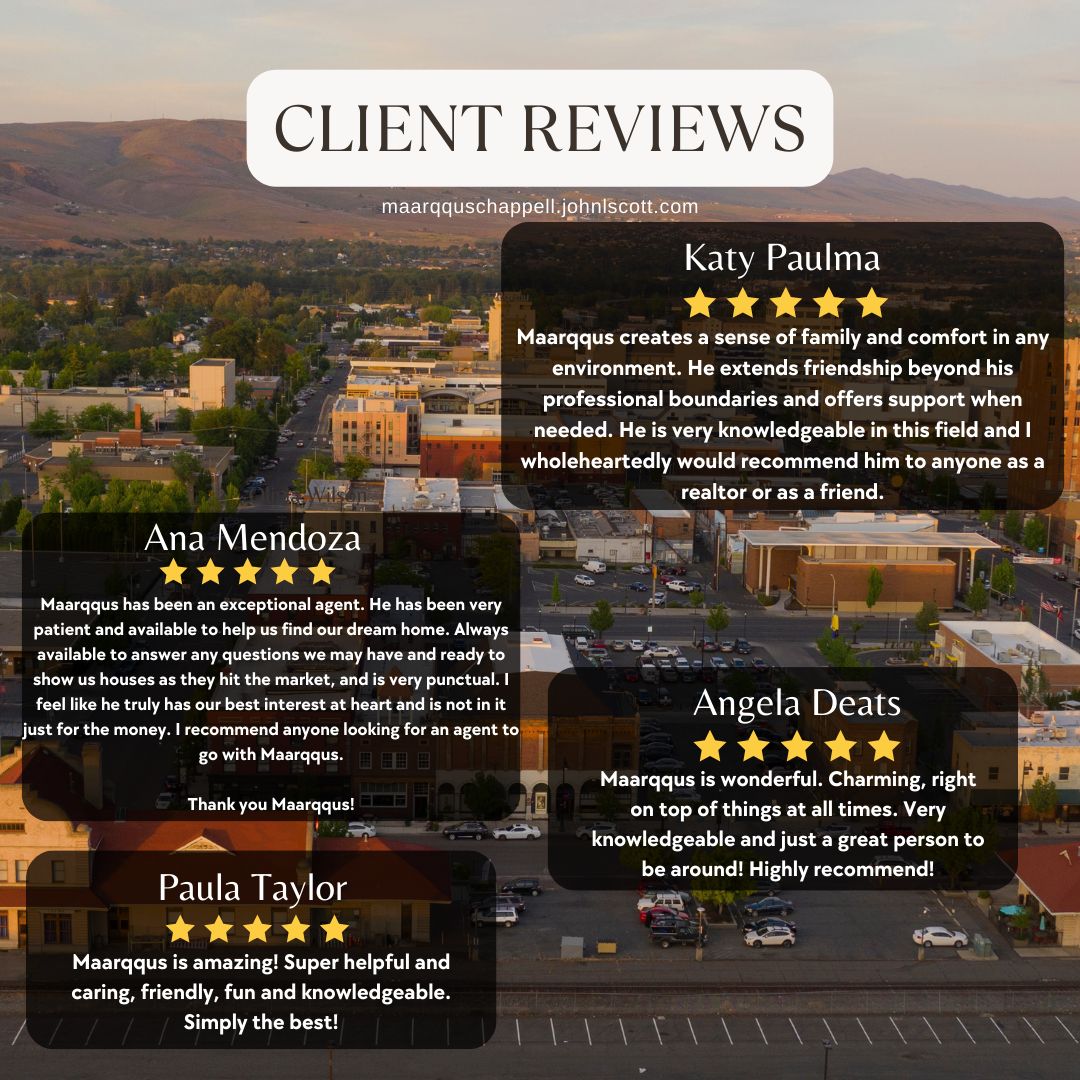 CLIENT REVIEWS
maarqquschappell.johnlscott.com
Katy Paulma
Maarqqus creates a sense of family and comfort in any
environment. He extends friendship beyond his
professional boundaries and offers support when
needed. He is very knowledgeable in this field and I
wholeheartedly would recommend him to anyone as a
realtor or as a friend.
Wilson
Ana Mendoza
Maarqqus has been an exceptional agent. He has been very
patient and available to help us find our dream home. Always
available to answer any questions we may have and ready to
show us houses as they hit the market, and is very punctual. I
feel like he truly has our best interest at heart and is not in it
just for the money. I recommend anyone looking for an agent to
go with Maarqqus.
Thank you Maarqqus!
Angela Deats
Maarqqus is wonderful. Charming, right
on top of things at all times. Very
knowledgeable and just a great person to
be around! Highly recommend!
Paula Taylor
Maarqqus is amazing! Super helpful and
caring, friendly, fun and knowledgeable.
Simply the best!